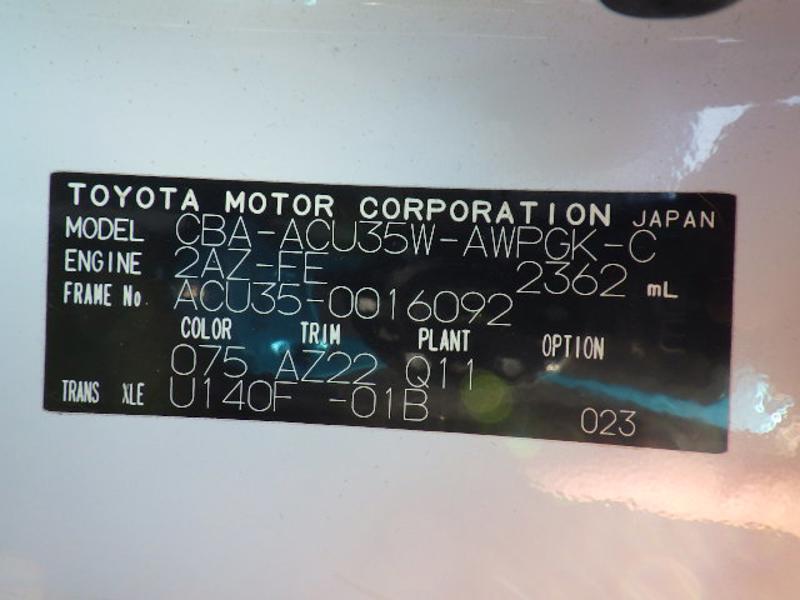 TOYOTA MOTOR CORPORATION JAPAN
MODEL CBA-ACU35W-AWPGK-C
ENGINE 2AZ-FE 2362 mL
FRAME No. ACU35-0016092
COLOR TRIM PLANT OPTION
075 AZ22 Q11
TRANS XLE U140F -01B 023